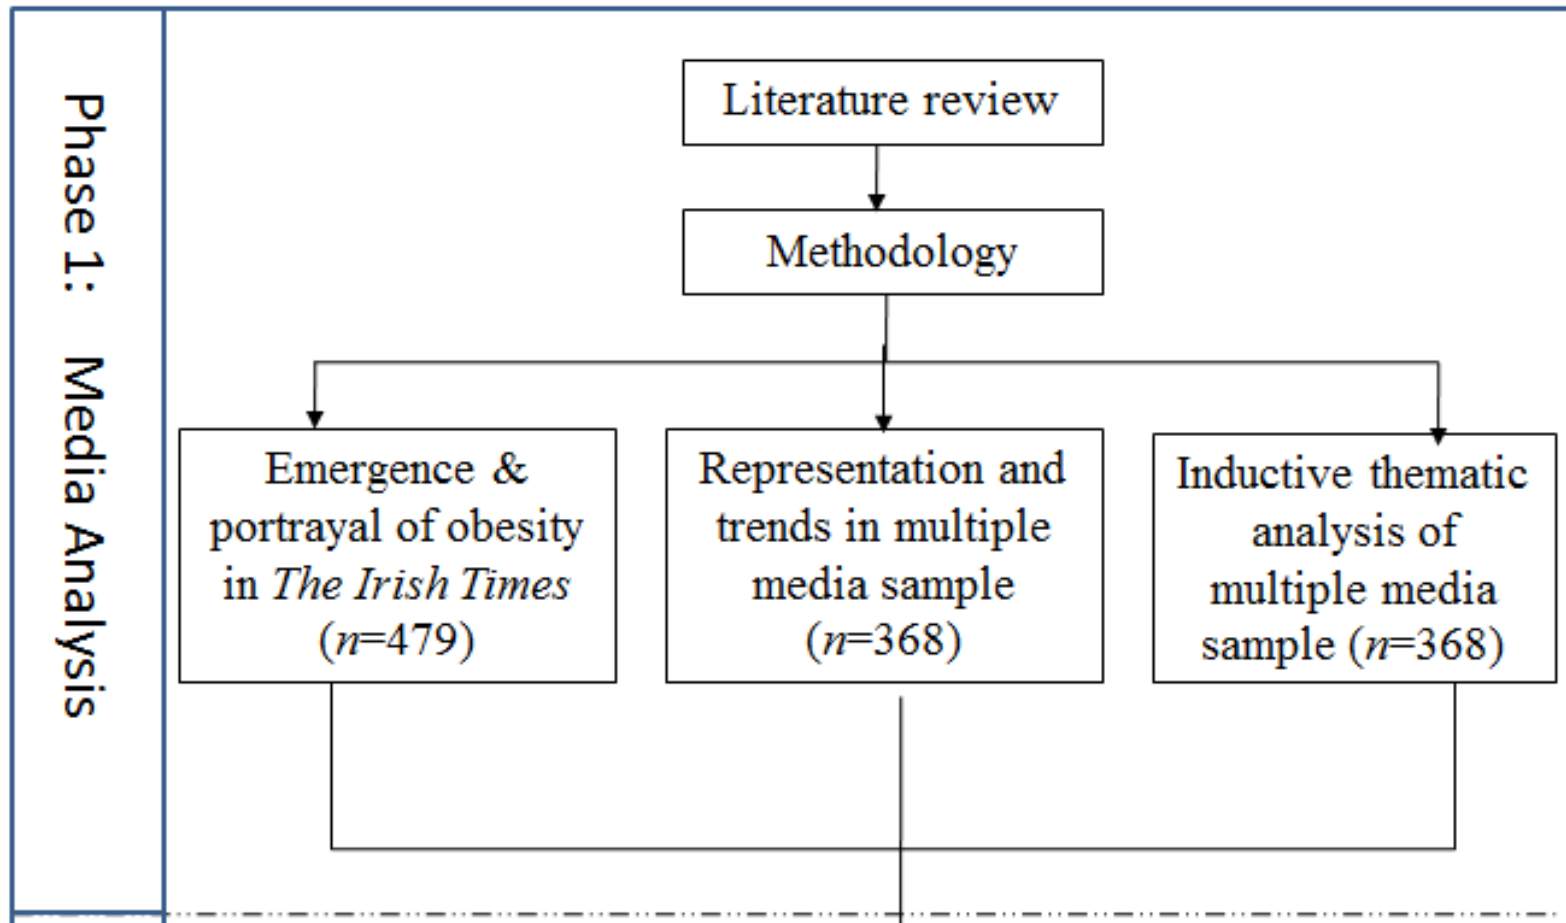 Phase 1: Media Analysis
Literature review
Methodology
Emergence &
portrayal of obesity
in The Irish Times
(n=479)
Representation and
trends in multiple
media sample
(n=368)
Inductive thematic
analysis of
multiple media
sample (n=368)